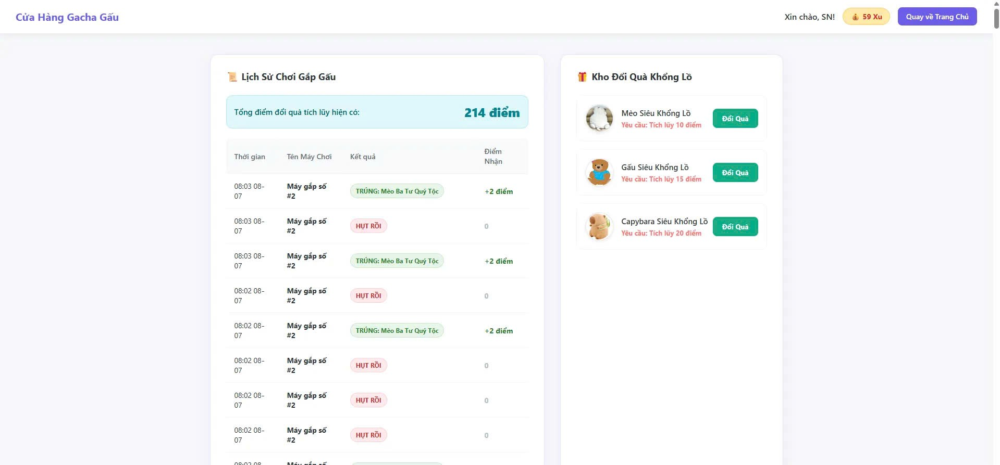 Cửa Hàng Gacha Gấu
Xin chào, SN!
59 Xu
Quay về Trang Chủ
Lịch Sử Chơi Gắp Gấu
Tổng điểm đổi quà tích lũy hiện có:
214 điểm
Thời gian
Tên Máy Chơi
Kết quả
Điểm
Nhận
08:03 08-
07
Máy gắp số
#2
TRÚNG: Mèo Ba Tư Quý Tộc
+2 điểm
08:03 08-
07
Máy gắp số
#2
HỤT RỒI
0
08:03 08-
07
Máy gắp số
#2
TRÚNG: Mèo Ba Tư Quý Tộc
+2 điểm
08:02 08-
07
Máy gắp số
#2
HỤT RỒI
0
08:02 08-
07
Máy gắp số
#2
TRÚNG: Mèo Ba Tư Quý Tộc
+2 điểm
08:02 08-
07
Máy gắp số
#2
HỤT RỒI
0
08:02 08-
07
Máy gắp số
#2
HỤT RỒI
0
08:02 08-
07
Máy gắp số
#2
HỤT RỒI
0
08:02 08-
Máy gắp số
Kho Đổi Quà Khổng Lồ
Mèo Siêu Khổng Lồ
Yêu cầu: Tích lũy 10 điểm
Đổi Quà
Gấu Siêu Khổng Lồ
Yêu cầu: Tích lũy 15 điểm
Đổi Quà
Capybara Siêu Khổng Lồ
Yêu cầu: Tích lũy 20 điểm
Đổi Quà